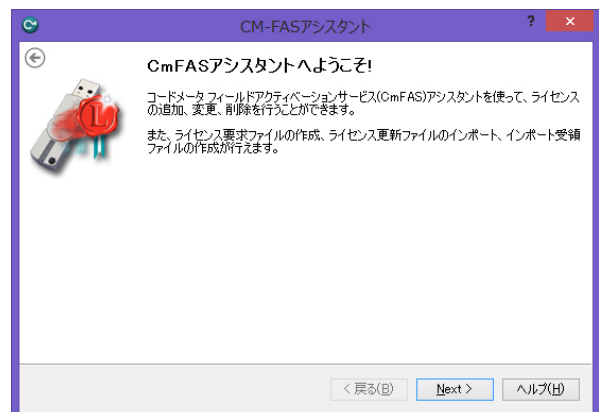 CM-FASアシスタント
?
×
CmFASアシスタントへようこそ!
コードメータ フィールドアクティベーションサービス(CmFAS)アシスタントを使って、ライセンス
の追加、変更、削除を行うことができます。
また、ライセンス要求ファイルの作成、ライセンス更新ファイルのインポート、インポート受領
ファイルの作成が行えます。
L
< 戻る(B)
Next >
ヘルプ(H)